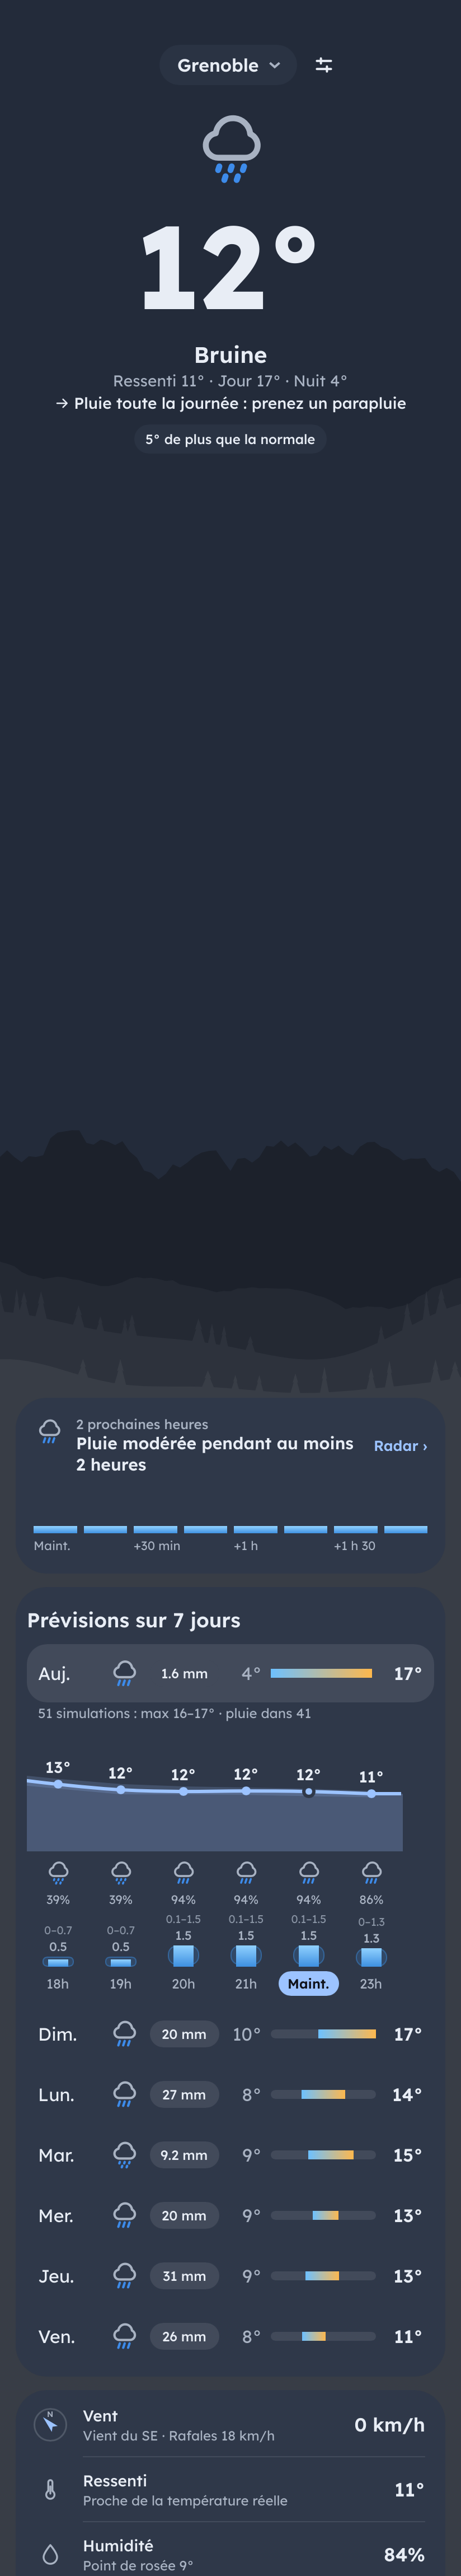 Grenoble
12°
Bruine
Ressenti 11° · Jour 17° · Nuit 4°
→ Pluie toute la journée : prenez un parapluie
5° de plus que la normale
2 prochaines heures
Pluie modérée pendant au moins
2 heures
Radar ›
Maint. +30 min +1 h +1 h 30
Prévisions sur 7 jours
Auj. 1.6 mm 4° 17°
51 simulations : max 16–17° · pluie dans 41
13° 12° 12° 12° 12° 11°
39% 39% 94% 94% 94% 86%
0–0.7 0–0.7 0.1–1.5 0.1–1.5 0.1–1.5 0–1.3
0.5 0.5 1.5 1.5 1.5 1.3
18h 19h 20h 21h Maint. 23h
Dim. 20 mm 10° 17°
Lun. 27 mm 8° 14°
Mar. 9.2 mm 9° 15°
Mer. 20 mm 9° 13°
Jeu. 31 mm 9° 13°
Ven. 26 mm 8° 11°
N
Vent
Vient du SE · Rafales 18 km/h
0 km/h
Ressenti
Proche de la température réelle
11°
Humidité
Point de rosée 9°
84%